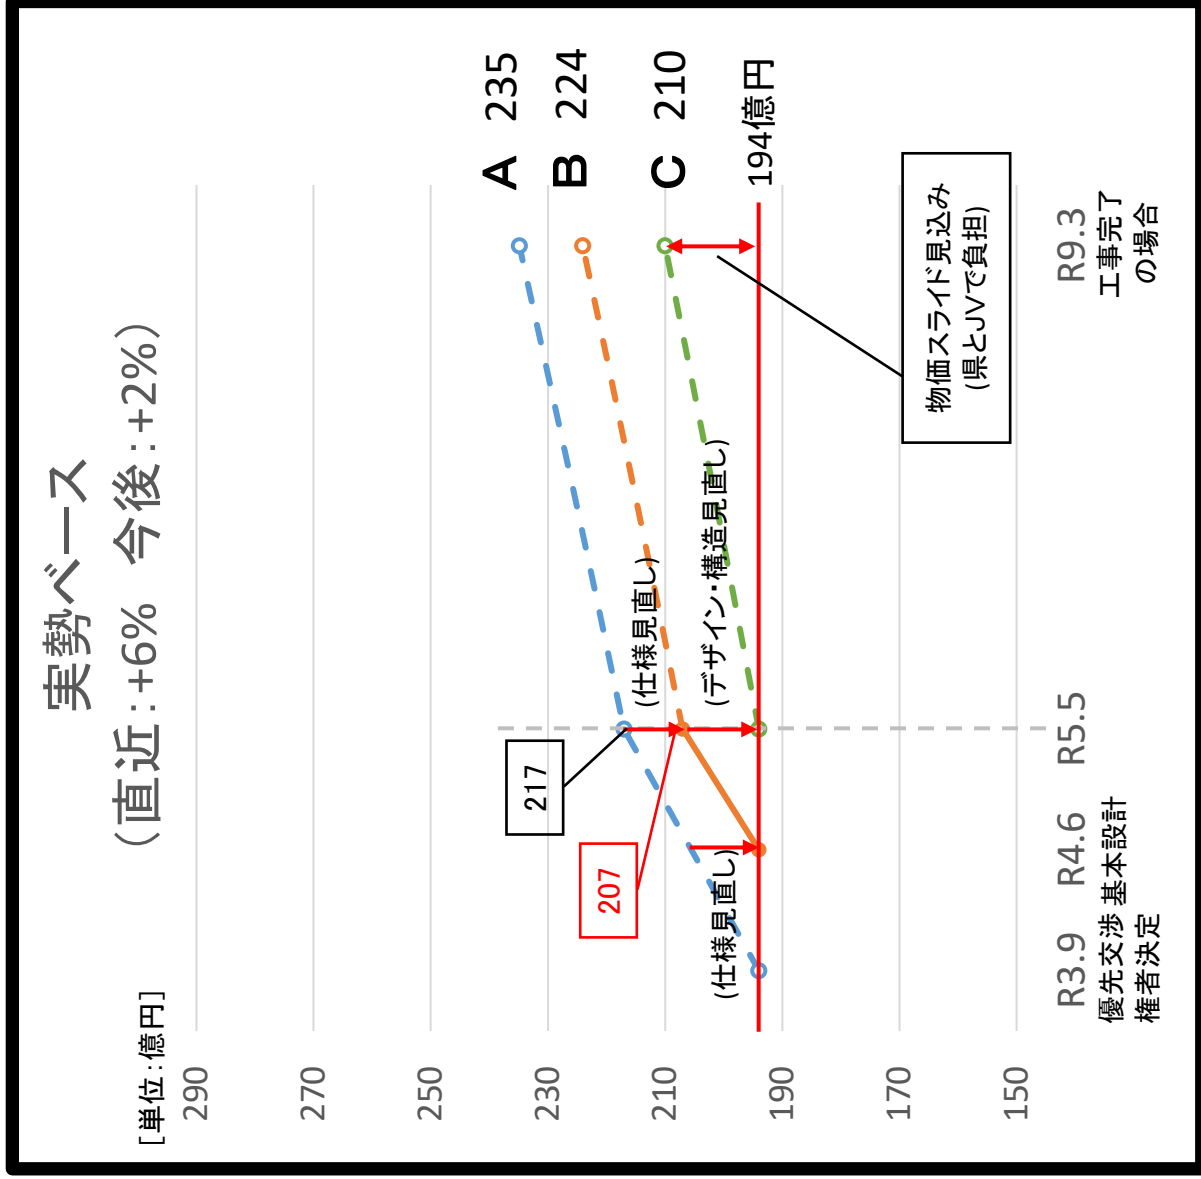 実勢ベース
(直近:+6% 今後:+2%)
[単位:億円]
290
270
250
230
210
190
170
150
A 235
B 224
C 210
194億円
217
207
(仕様見直し)
(仕様見直し)
(デザイン・構造見直し)
物価スライド見込み
(県とJVで負担)
R3.9
優先交渉
権者決定
R4.6
基本設計
R5.5
R9.3
工事完了
の場合